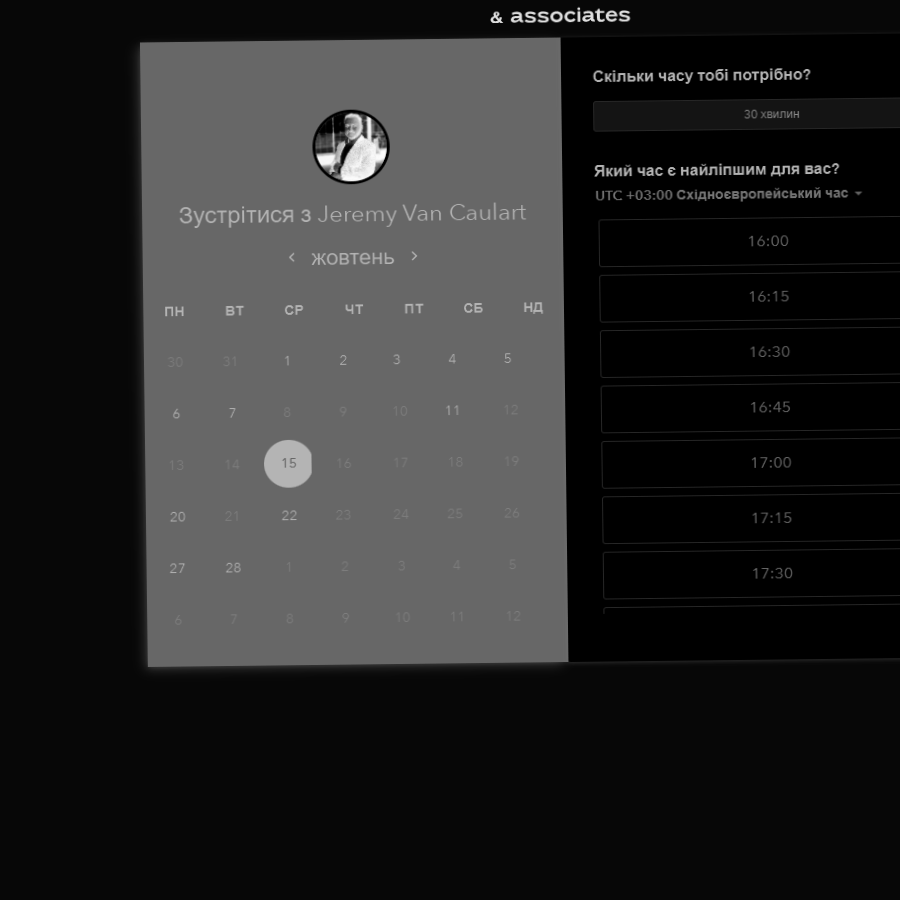 & associates
Зустрітися з Jeremy Van Caulart
жовтень
ПН ВТ СР ЧТ ПТ СБ НД
30 31 1 2 3 4 5
6 7 8 9 10 11 12
13 14 15 16 17 18 19
20 21 22 23 24 25 26
27 28 1 2 3 4 5
6 7 8 9 10 11 12
Скільки часу тобі потрібно?
30 хвилин
Який час є найліпшим для вас?
UTC +03:00 Східноєвропейський час
16:00
16:15
16:30
16:45
17:00
17:15
17:30